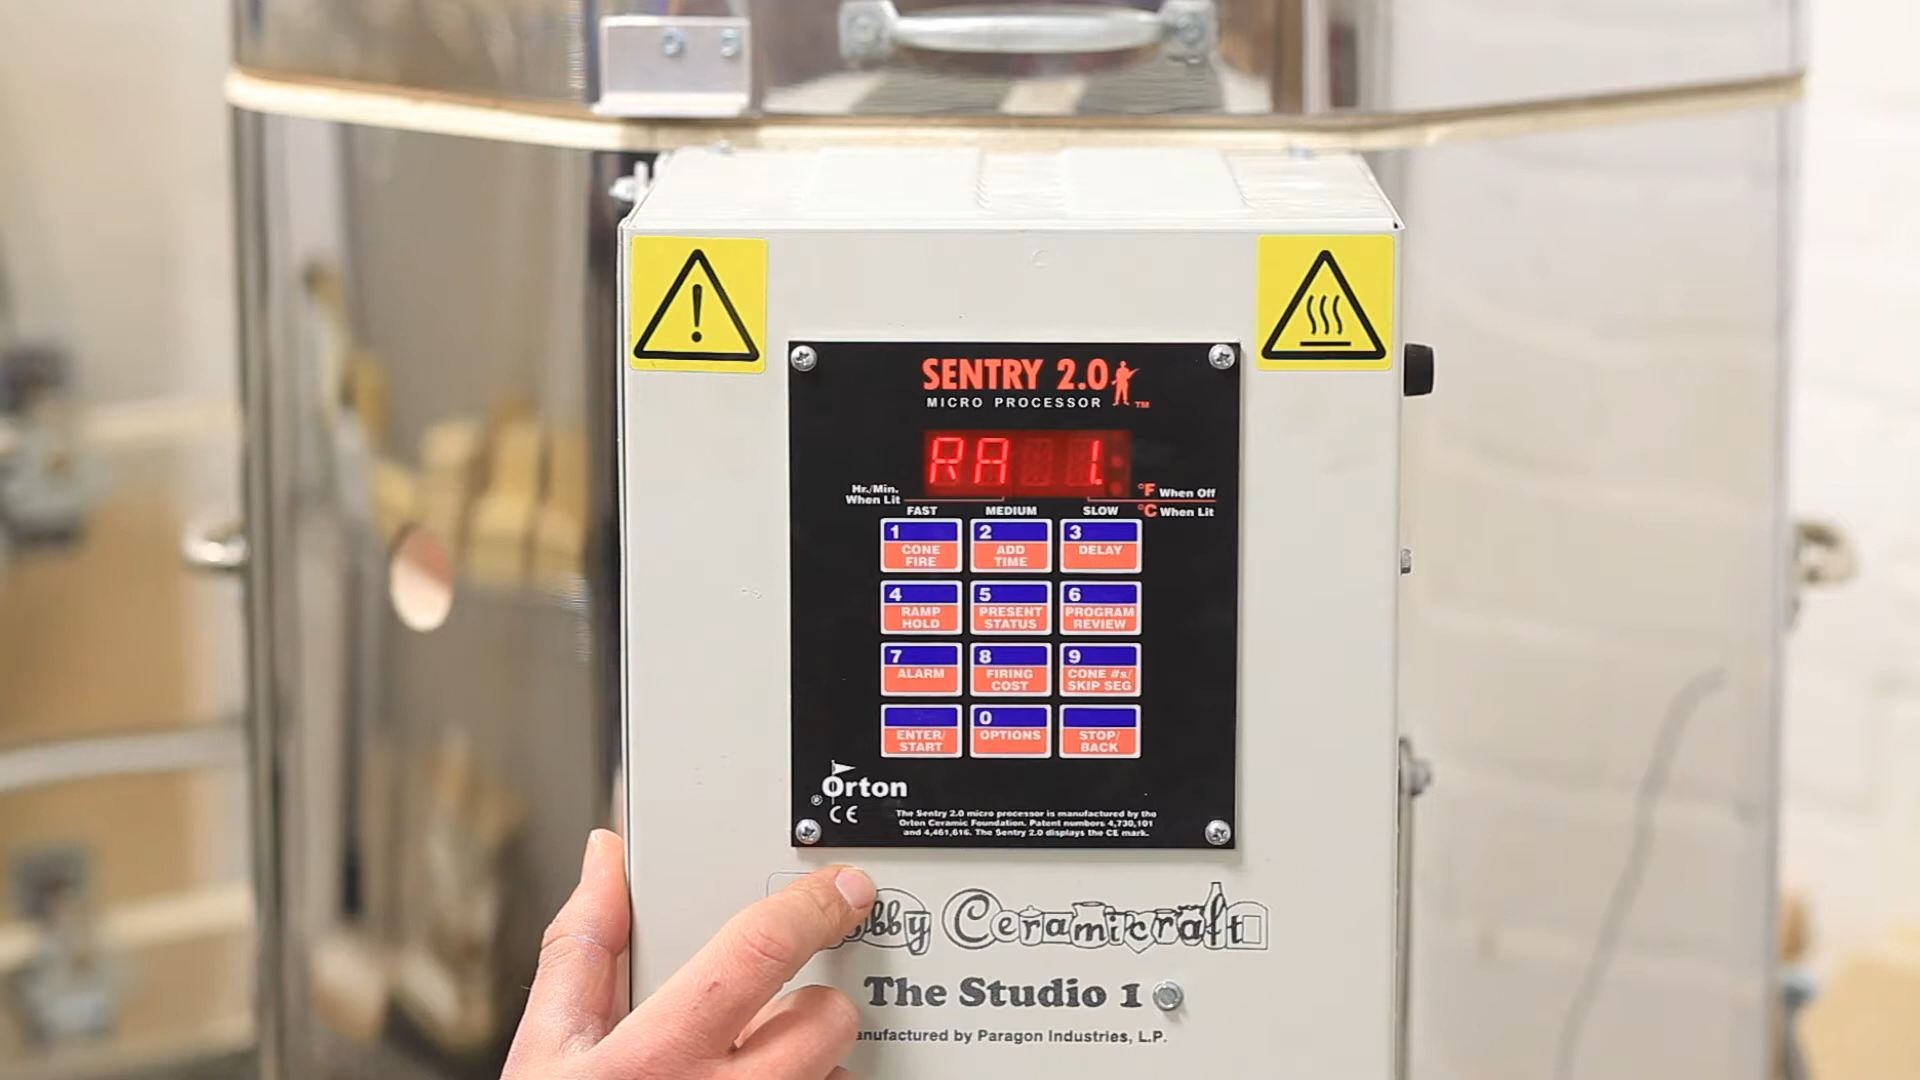 SENTRY 2.0
TM
MICRO PROCESSOR
RA 1.
Hr./Min.
When Lit
°F When Off
°C When Lit
FAST MEDIUM SLOW
1 CONE FIRE
2 ADD TIME
3 DELAY
4 RAMP HOLD
5 PRESENT STATUS
6 PROGRAM REVIEW
7 ALARM
8 FIRING COST
9 CONE #s/ SKIP SEG
ENTER/ START
0 OPTIONS
STOP/ BACK
Orton
®
CE
The Sentry 2.0 micro processor is manufactured by the
Orton Ceramic Foundation. Patent numbers 4,730,101
and 4,461,616. The Sentry 2.0 displays the CE mark.
Ceramicraft
The Studio 1
by Paragon Industries, L.P.